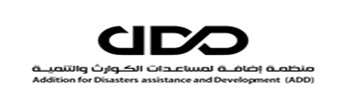 ADD
منظمة إضافة لمساعدات الكوارث والتنمية
Addition for Disasters assistance and Development (ADD)